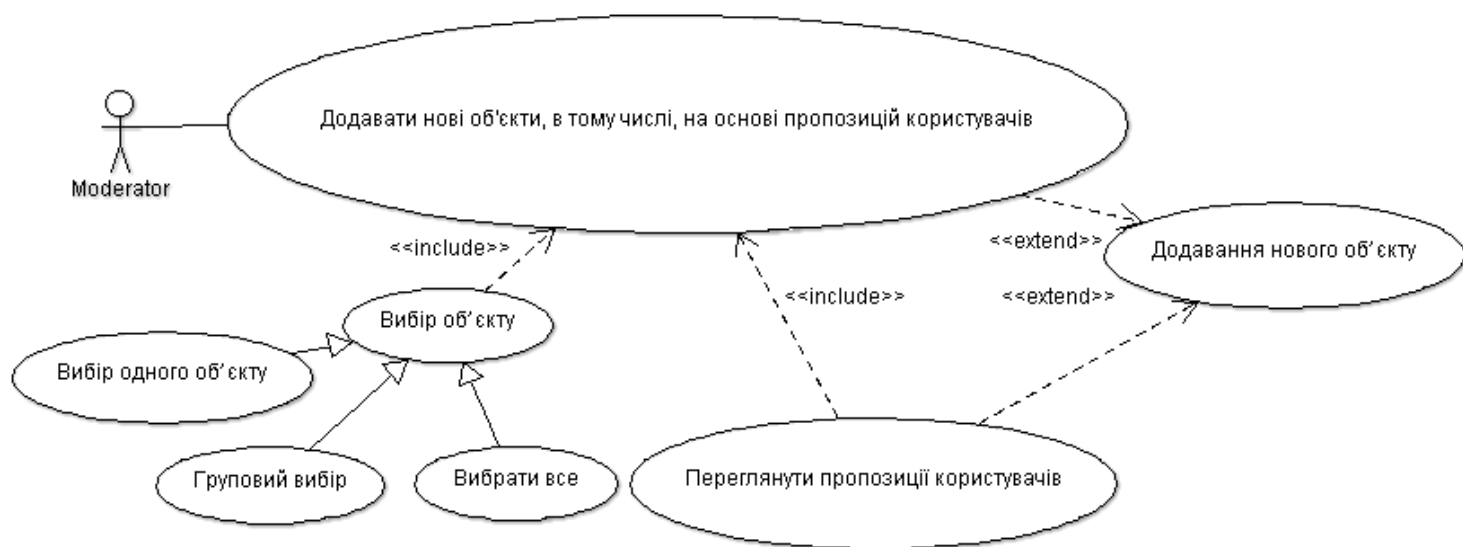 Додавати нові об'єкти, в тому числі, на основі пропозицій користувачів
Moderator
<<include>>
<<extend>>
Додавання нового об'єкту
<<include>>
<<extend>>
Вибір об'єкту
Вибір одного об'єкту
Груповий вибір
Вибрати все
Переглянути пропозиції користувачів